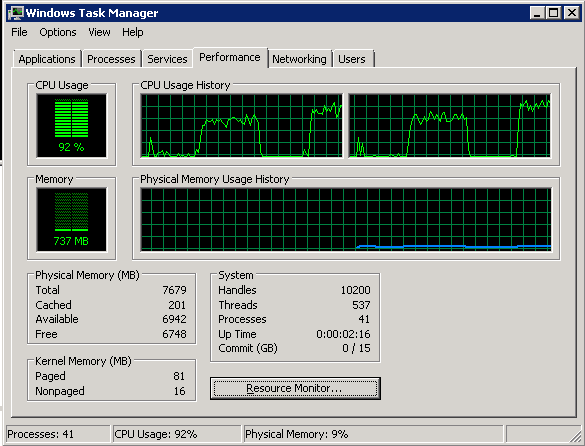 Windows Task Manager
File Options View Help
Applications Processes Services Performance Networking Users
CPU Usage CPU Usage History
92 %
Memory Physical Memory Usage History
737 MB
Physical Memory (MB)
Total 7679
Cached 201
Available 6942
Free 6748
Kernel Memory (MB)
Paged 81
Nonpaged 16
System
Handles 10200
Threads 537
Processes 41
Up Time 0:00:02:16
Commit (GB) 0 / 15
Resource Monitor...
Processes: 41 CPU Usage: 92% Physical Memory: 9%